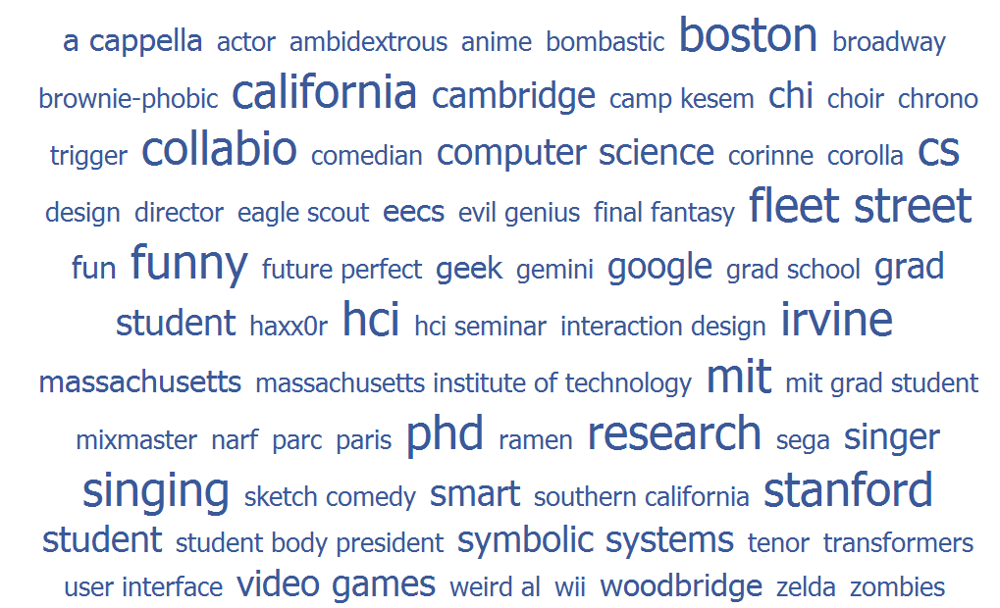 a cappella actor ambidextrous anime bombastic boston broadway
brownie-phobic california cambridge camp kesem chi choir chrono
trigger collabio comedian computer science corinne corolla cs
design director eagle scout eecs evil genius final fantasy fleet street
fun funny future perfect geek gemini google grad school grad
student haxx0r hci hci seminar interaction design irvine
massachusetts massachusetts institute of technology mit mit grad student
mixmaster narf parc paris phd ramen research sega singer
singing sketch comedy smart southern california stanford
student student body president symbolic systems tenor transformers
user interface video games weird al wii woodbridge zelda zombies